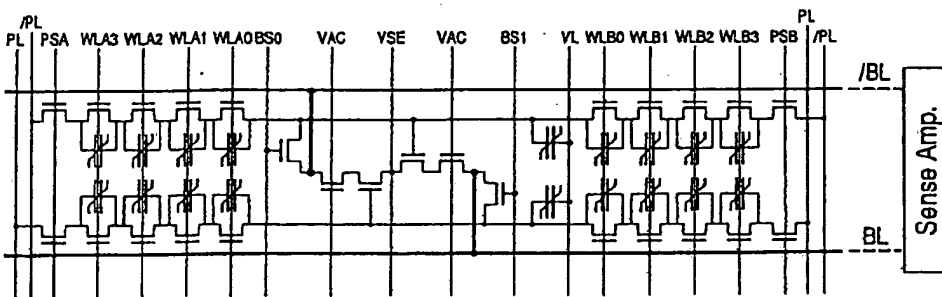 /PL PL
PL PSA WLA3 WLA2 WLA1 WLA0 BS0 VAC VSE VAC BS1 VL WLB0 WLB1 WLB2 WLB3 PSB /PL
/BL
Sense Amp.
BL